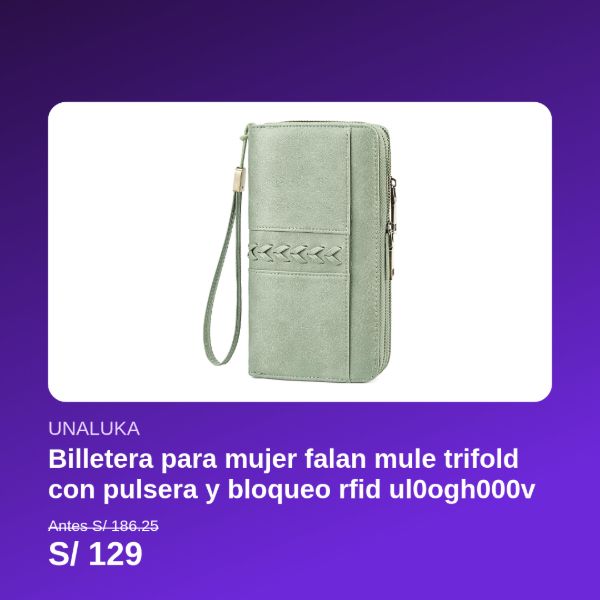 UNALUKA
Billetera para mujer falan mule trifold
con pulsera y bloqueo rfid ul0ogh000v
Antes S/ 186.25
S/ 129